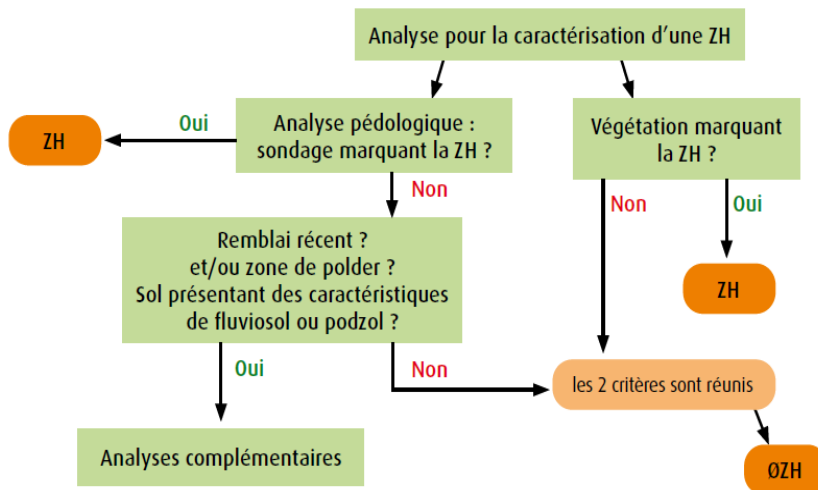 Analyse pour la caractérisation d'une ZH
Oui
ZH
Analyse pédologique :
sondage marquant la ZH ?
Végétation marquant
la ZH ?
Non
Non
Oui
Remblai récent ?
et/ou zone de polder ?
Sol présentant des caractéristiques
de fluviosol ou podzol ?
ZH
Oui
Non
les 2 critères sont réunis
Analyses complémentaires
ØZH